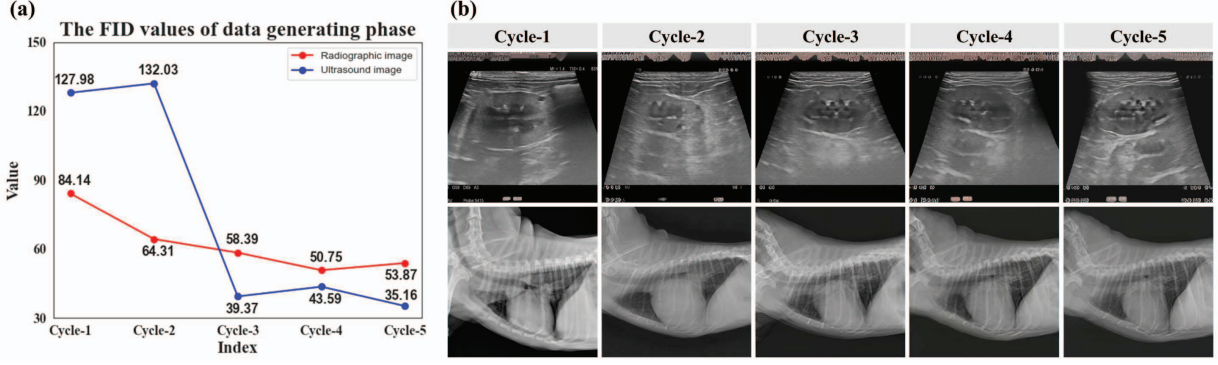 (a)
The FID values of data generating phase
Radiographic image
Ultrasound image
150
120
90
60
30
Value
127.98
132.03
84.14
64.31
58.39
39.37
50.75
43.59
53.87
35.16
Cycle-1 Cycle-2 Cycle-3 Cycle-4 Cycle-5
Index
(b)
Cycle-1 Cycle-2 Cycle-3 Cycle-4 Cycle-5